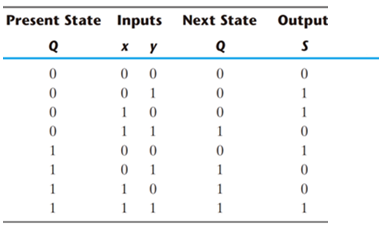 Present State Inputs Next State Output
Q x y Q S
0 0 0 0 0
0 0 1 0 1
0 1 0 0 1
0 1 1 1 0
1 0 0 0 1
1 0 1 1 0
1 1 0 1 0
1 1 1 1 1